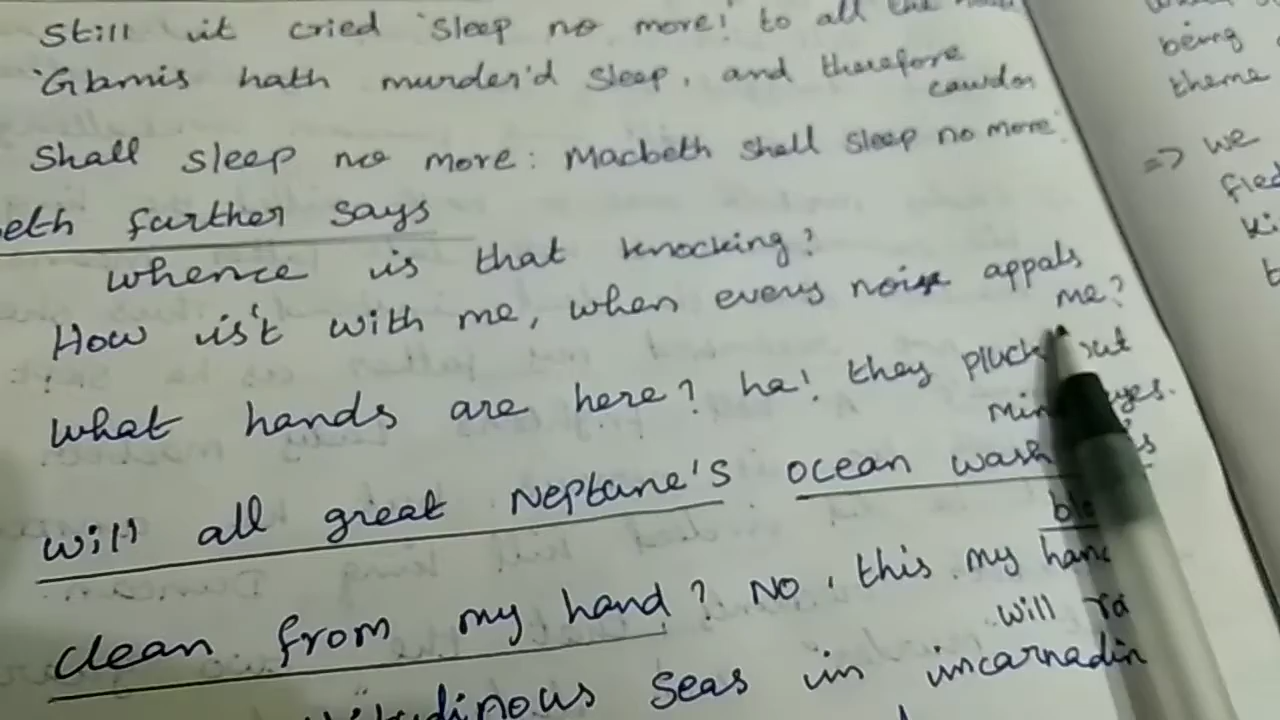 Still it cried 'Sleep no more!' to all the
'Glamis hath murder'd sleep, and therefore
cawdor
Shall sleep no more: Macbeth shall sleep no more'
eth further says
whence is that knocking?
How is't with me, when every noise appals
me?
what hands are here? ha! they pluck out
mine eyes.
will all great Neptune's ocean wash
clean from my hand? No, this my hand
will
seas in incarnadin
being
theme
=> we